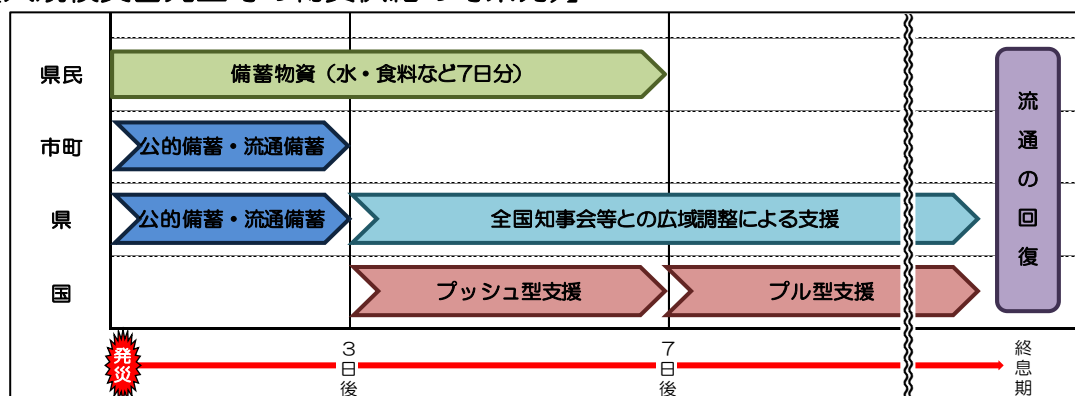 県民
備蓄物資（水・食料など7日分）
市町
公的備蓄・流通備蓄
県
公的備蓄・流通備蓄
全国知事会等との広域調整による支援
国
プッシュ型支援
プル型支援
流通の回復
発災
3日後
7日後
終息期